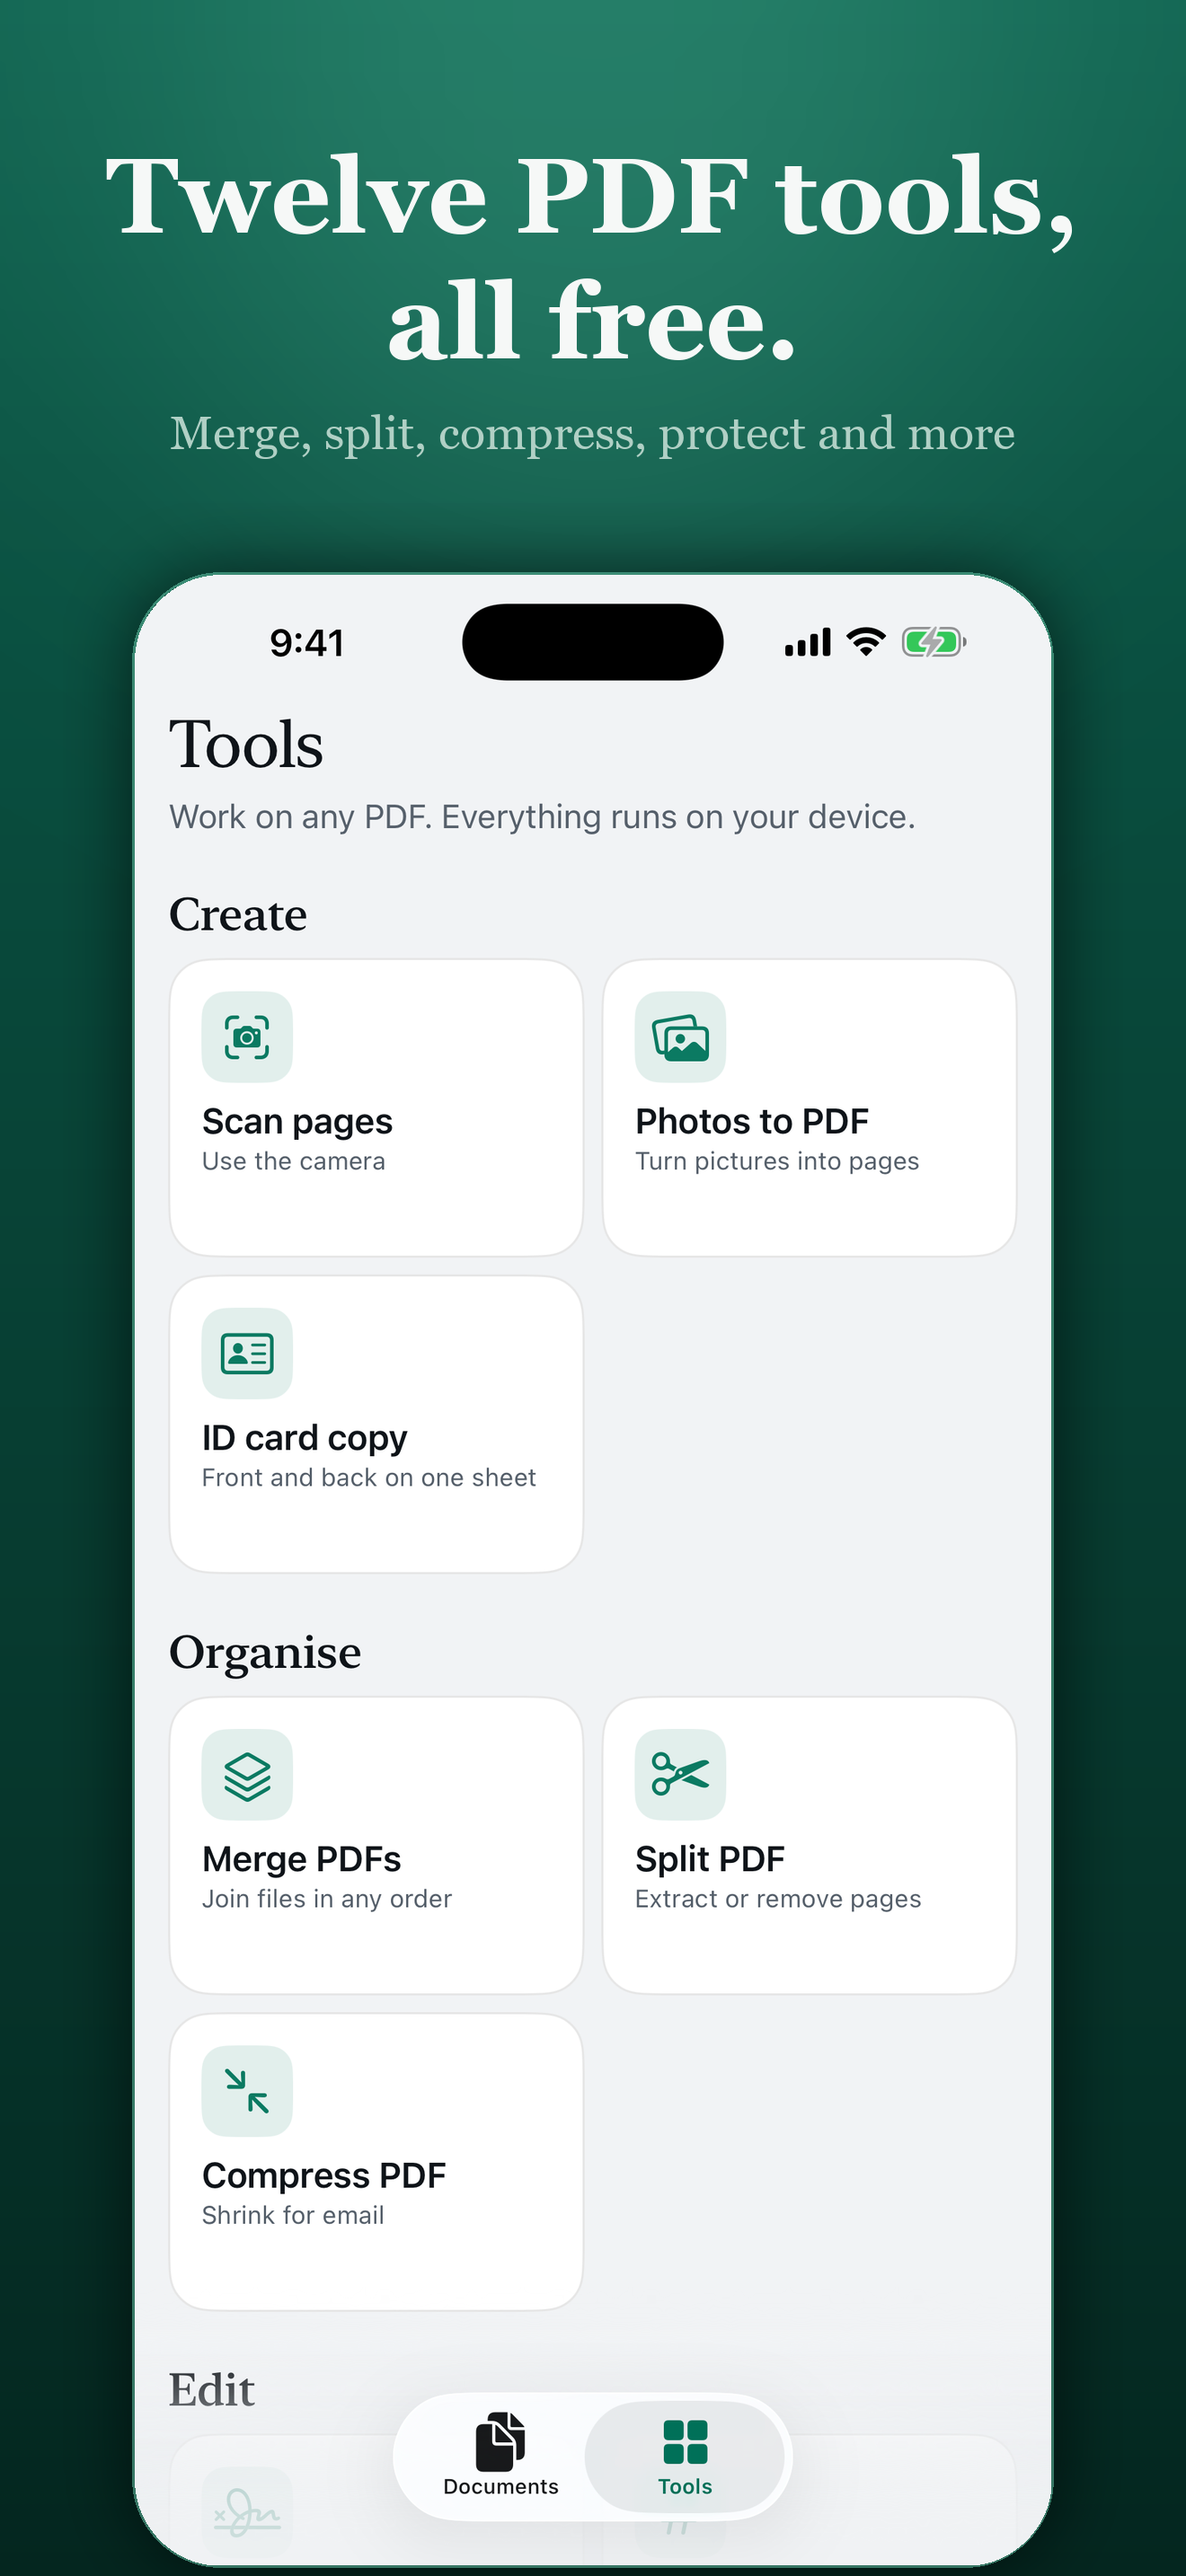 Twelve PDF tools,
all free.
Merge, split, compress, protect and more
9:41
Tools
Work on any PDF. Everything runs on your device.
Create
Scan pages
Use the camera
Photos to PDF
Turn pictures into pages
ID card copy
Front and back on one sheet
Organise
Merge PDFs
Join files in any order
Split PDF
Extract or remove pages
Compress PDF
Shrink for email
Edit
Documents
Tools